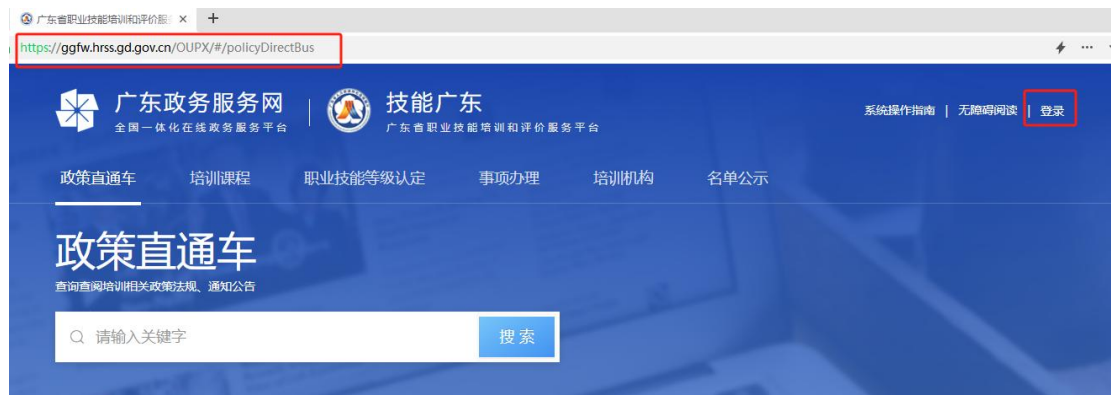 广东省职业技能培训和评价服
https://ggfw.hrss.gd.gov.cn/OUPX/#/policyDirectBus
广东政务服务网
全国一体化在线政务服务平台
技能广东
广东省职业技能培训和评价服务平台
系统操作指南 | 无障碍阅读 | 登录
政策直通车 培训课程 职业技能等级认定 事项办理 培训机构 名单公示
政策直通车
查询查阅培训相关政策法规、通知公告
请输入关键字
搜索